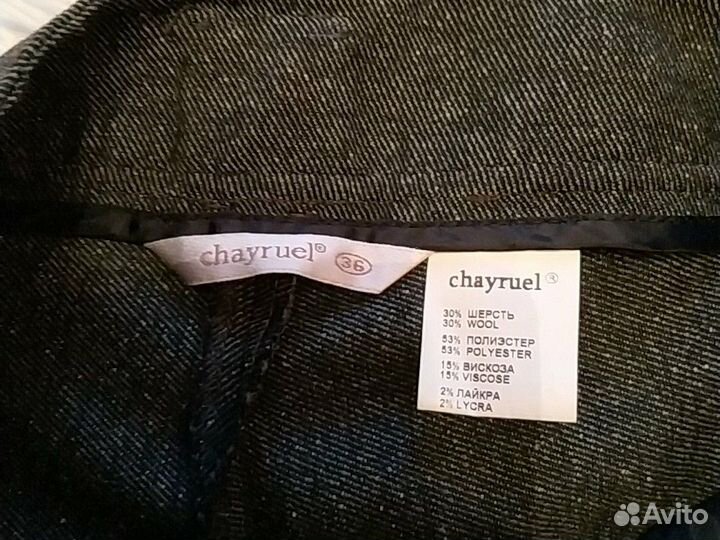 chayruel® 36
chayruel®
30% ШЕРСТЬ
30% WOOL
53% ПОЛИЭСТЕР
53% POLYESTER
15% ВИСКОЗА
15% VISCOSE
2% ЛАЙКРА
2% LYCRA
Avito